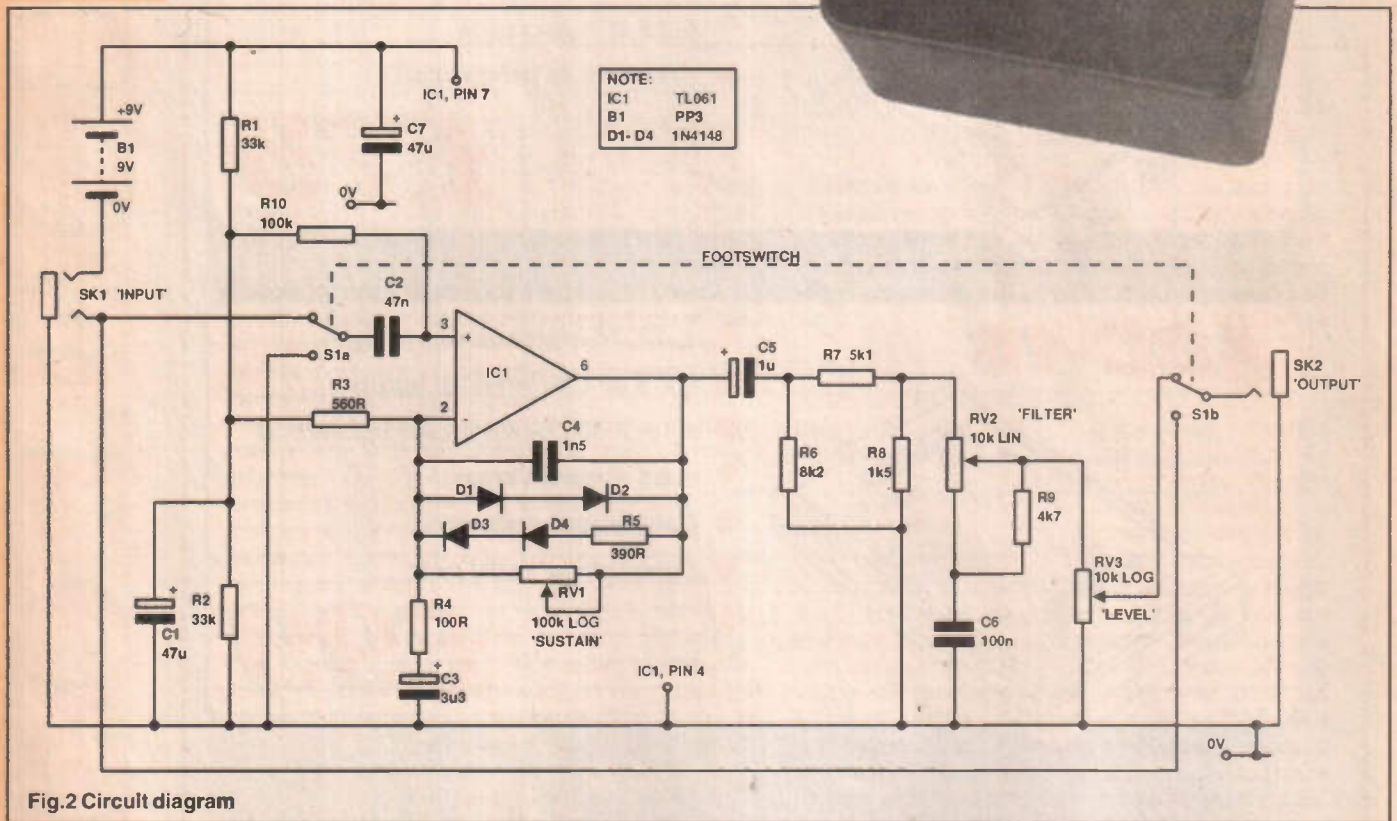 NOTE:
IC1 TL061
B1 PP3
D1- D4 1N4148
+9V
B1
9V
0V
R1
33k
C7
47u
+
0V
IC1, PIN 7
R10
100k
FOOTSWITCH
SK1 'INPUT'
C2
47n
S1a
3
+
IC1
6
2
-
R3
560R
C4
1n5
D1
D2
D3
D4
R5
390R
RV1
100k LOG
'SUSTAIN'
+
C1
47u
R2
33k
R4
100R
+
C3
3u3
IC1, PIN 4
+
C5
1u
R7 5k1
R6
8k2
R8
1k5
RV2
10k LIN
'FILTER'
R9
4k7
C6
100n
RV3
10k LOG
'LEVEL'
S1b
SK2
'OUTPUT'
0V
Fig.2 Circuit diagram